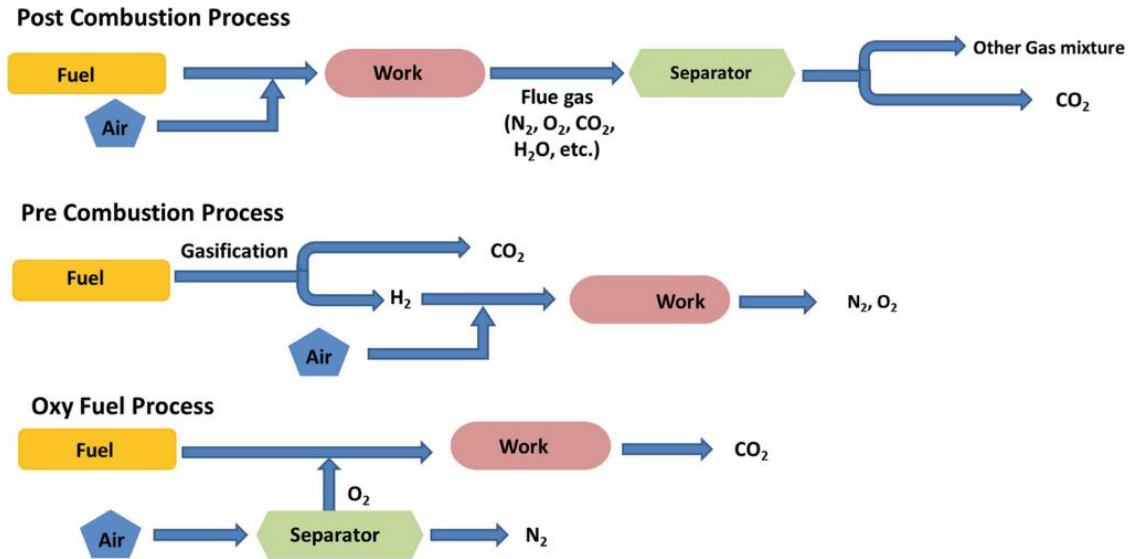 Post Combustion Process
Fuel
Air
Work
Flue gas
(N₂, O₂, CO₂,
H₂O, etc.)
Separator
Other Gas mixture
CO₂
Pre Combustion Process
Fuel
Gasification
CO₂
H₂
Air
Work
N₂, O₂
Oxy Fuel Process
Fuel
Work
CO₂
O₂
Air
Separator
N₂